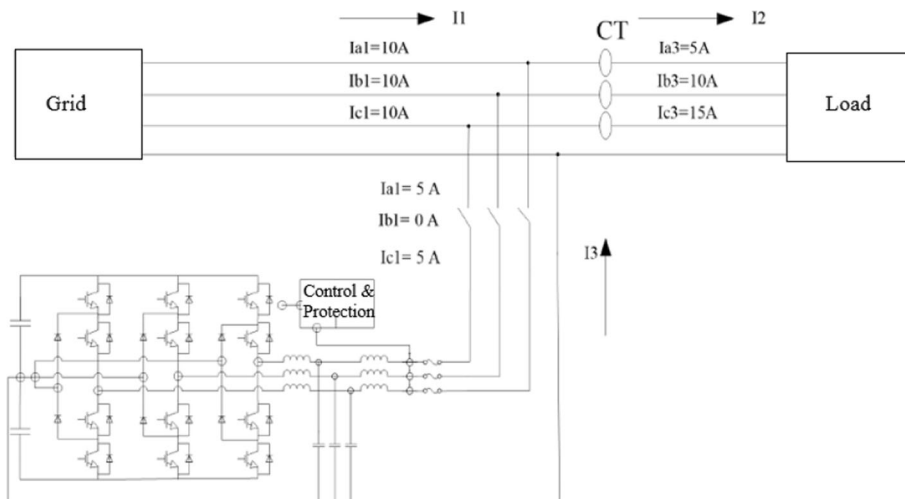 I1
CT
I2
Ia1=10A
Ia3=5A
Grid
Ib1=10A
Ib3=10A
Load
Ic1=10A
Ic3=15A
Ia1= 5 A
Ib1= 0 A
Ic1= 5 A
I3
Control &
Protection